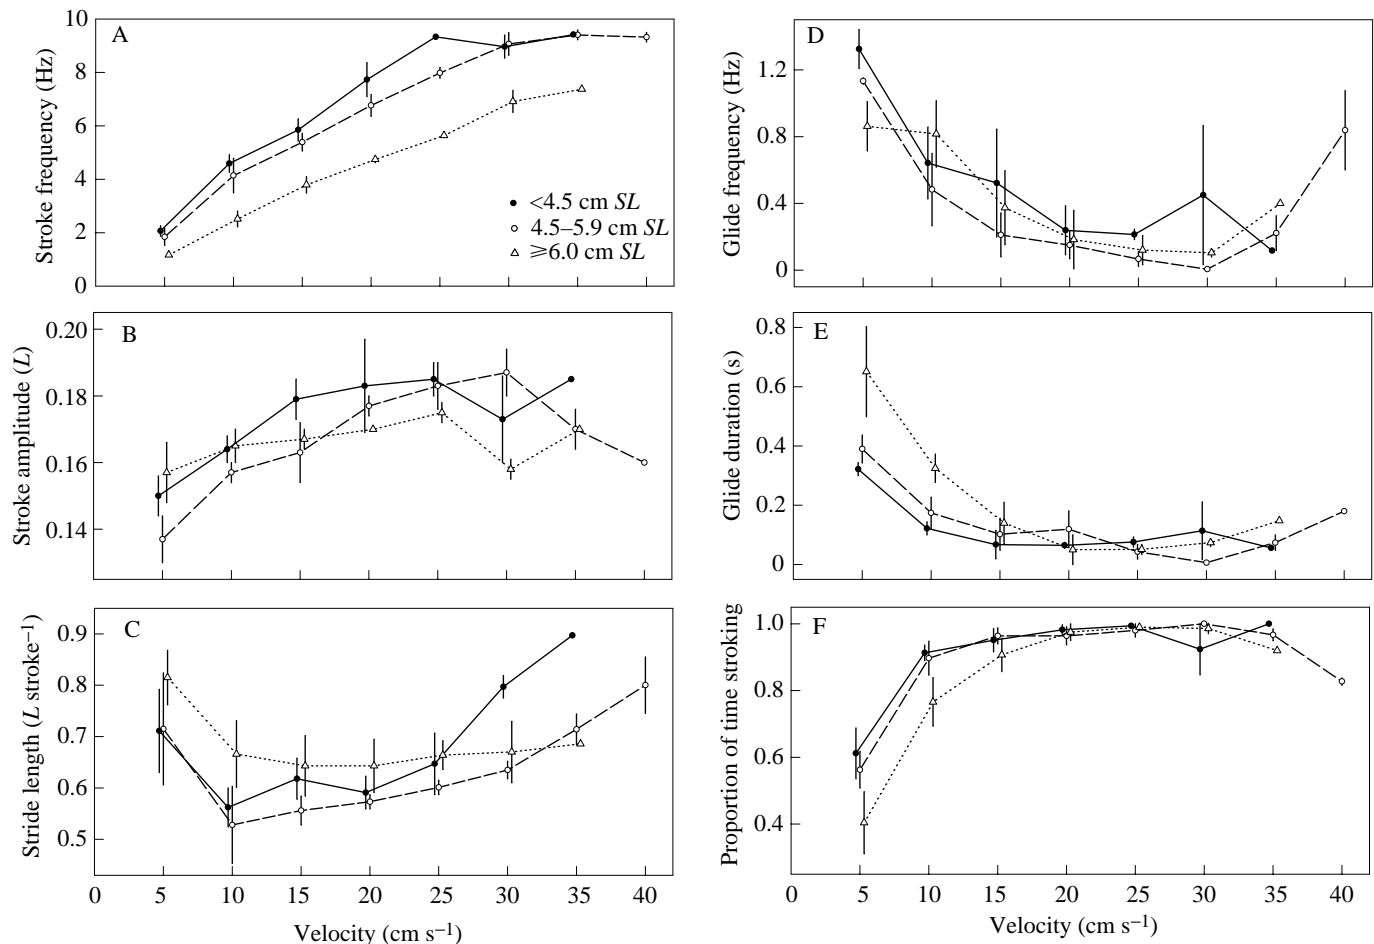 A
Stroke frequency (Hz)
10
8
6
4
2
0
<4.5 cm SL
4.5–5.9 cm SL
⩾6.0 cm SL
B
Stroke amplitude (L)
0.20
0.18
0.16
0.14
C
Stride length (L stroke−1)
0.9
0.8
0.7
0.6
0.5
0 5 10 15 20 25 30 35 40
Velocity (cm s−1)
D
Glide frequency (Hz)
1.2
0.8
0.4
0
E
Glide duration (s)
0.8
0.6
0.4
0.2
0
F
Proportion of time stroking
1.0
0.8
0.6
0.4
0 5 10 15 20 25 30 35 40
Velocity (cm s−1)